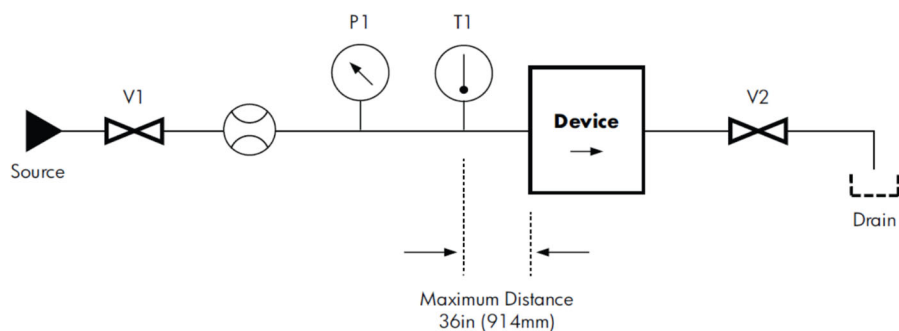 P1
T1
V1
V2
Device
Source
Drain
Maximum Distance
36in (914mm)